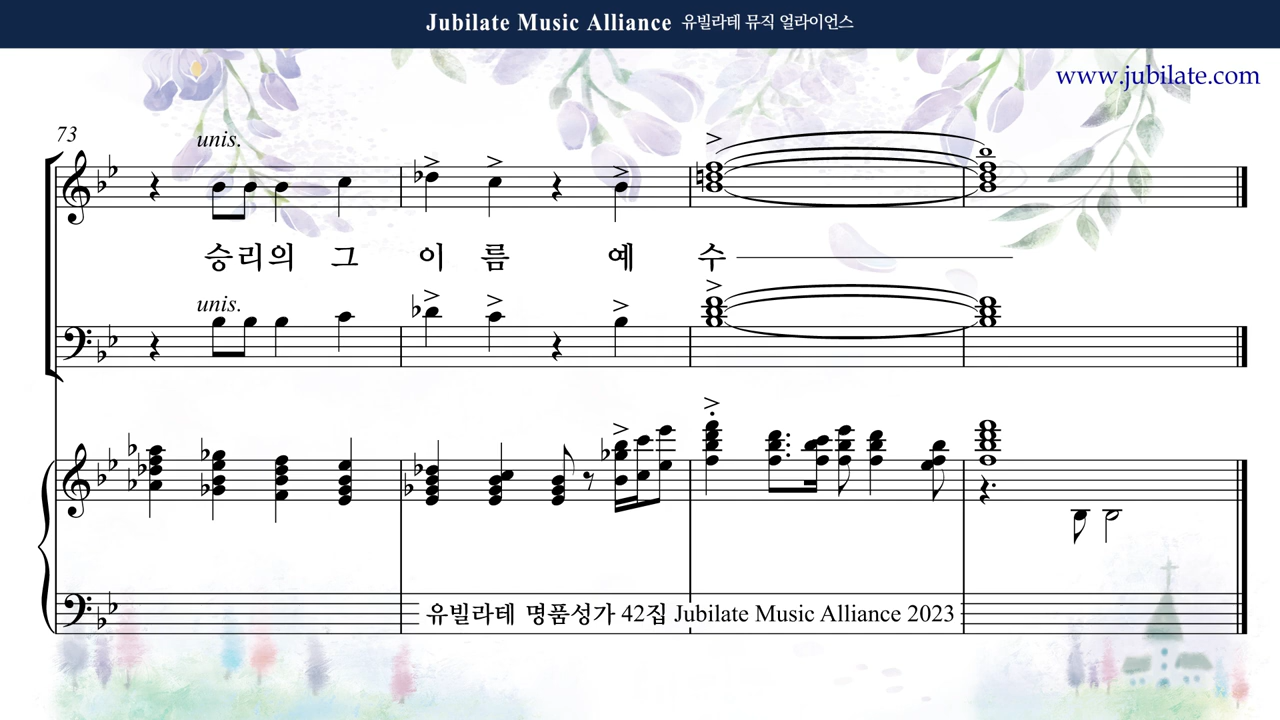 Jubilate Music Alliance 유빌라테 뮤직 얼라이언스
www.jubilate.com
73
unis.
승리의 그 이 름 예 수
unis.
유빌라테 명품성가 42집 Jubilate Music Alliance 2023